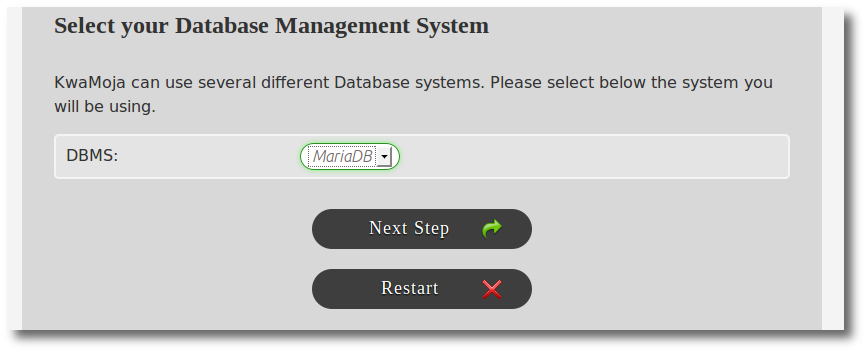 Select your Database Management System
KwaMoja can use several different Database systems. Please select below the system you
will be using.
DBMS:
MariaDB
Next Step
Restart